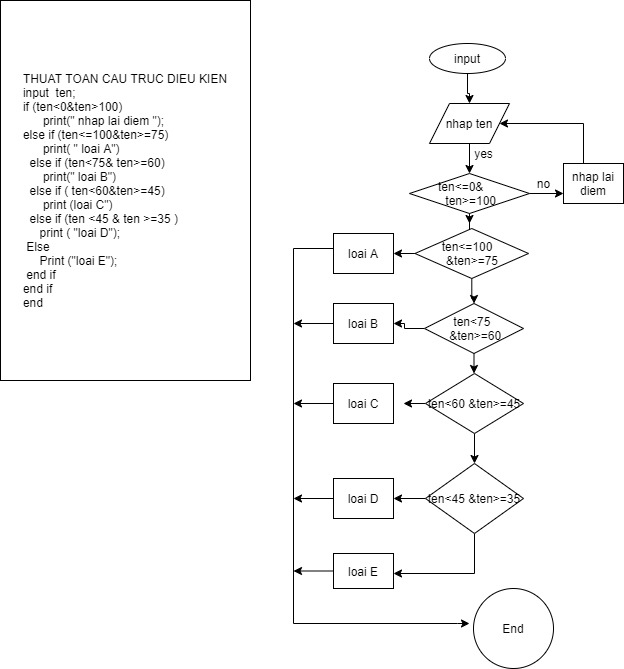 THUAT TOAN CAU TRUC DIEU KIEN
input ten;
if (ten<0&ten>100)
print(" nhap lai diem ");
else if (ten<=100&ten>=75)
print( " loai A")
else if (ten<75& ten>=60)
print(" loai B")
else if ( ten<60&ten>=45)
print (loai C")
else if (ten <45 & ten >=35 )
print ( "loai D");
Else
Print ("loai E");
end if
end if
end
input
nhap ten
yes
ten<=0&
ten>=100
no
nhap lai
diem
ten<=100
&ten>=75
loai A
ten<75
&ten>=60
loai B
ten<60 &ten>=45
loai C
ten<45 &ten>=35
loai D
loai E
End